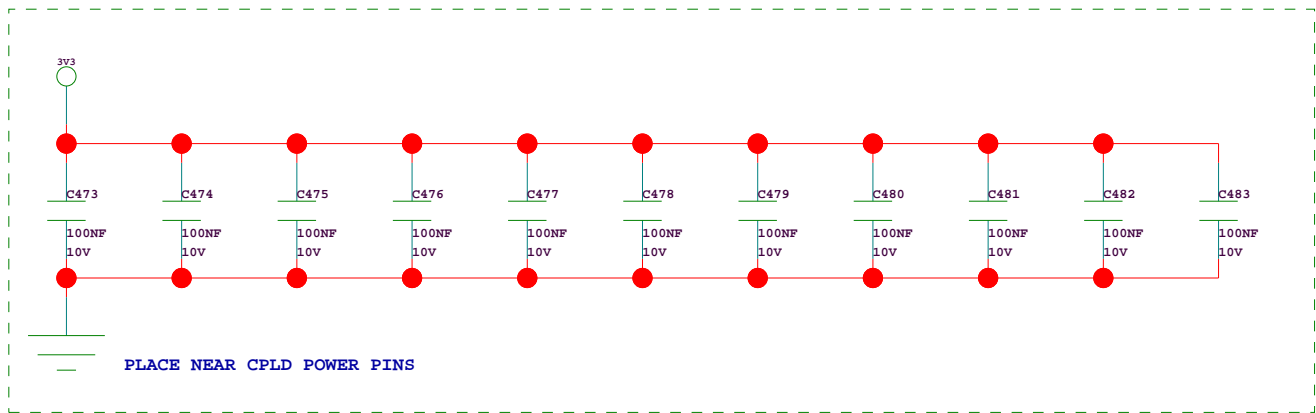 3V3
C473 C474 C475 C476 C477 C478 C479 C480 C481 C482 C483
100NF 100NF 100NF 100NF 100NF 100NF 100NF 100NF 100NF 100NF 100NF
10V 10V 10V 10V 10V 10V 10V 10V 10V 10V 10V
PLACE NEAR CPLD POWER PINS